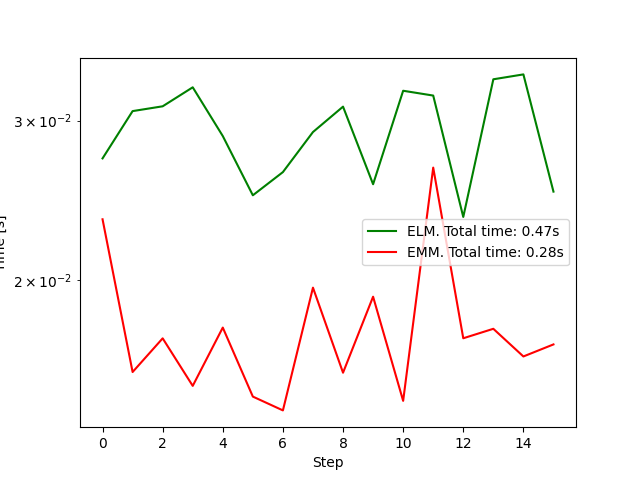 3 × 10⁻²
2 × 10⁻²
Time [s]
ELM. Total time: 0.47s
EMM. Total time: 0.28s
0 2 4 6 8 10 12 14
Step